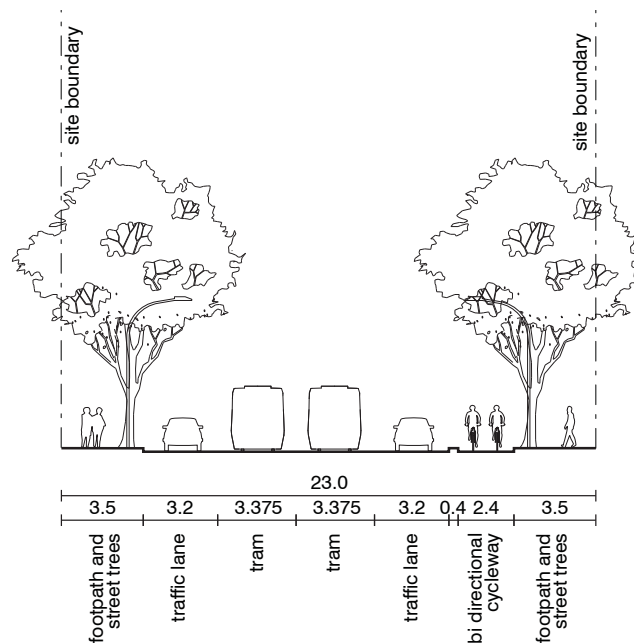 site boundary
site boundary
23.0
3.5 3.2 3.375 3.375 3.2 0.4 2.4 3.5
footpath and
street trees
traffic lane
tram
tram
traffic lane
bi directional
cycleway
footpath and
street trees